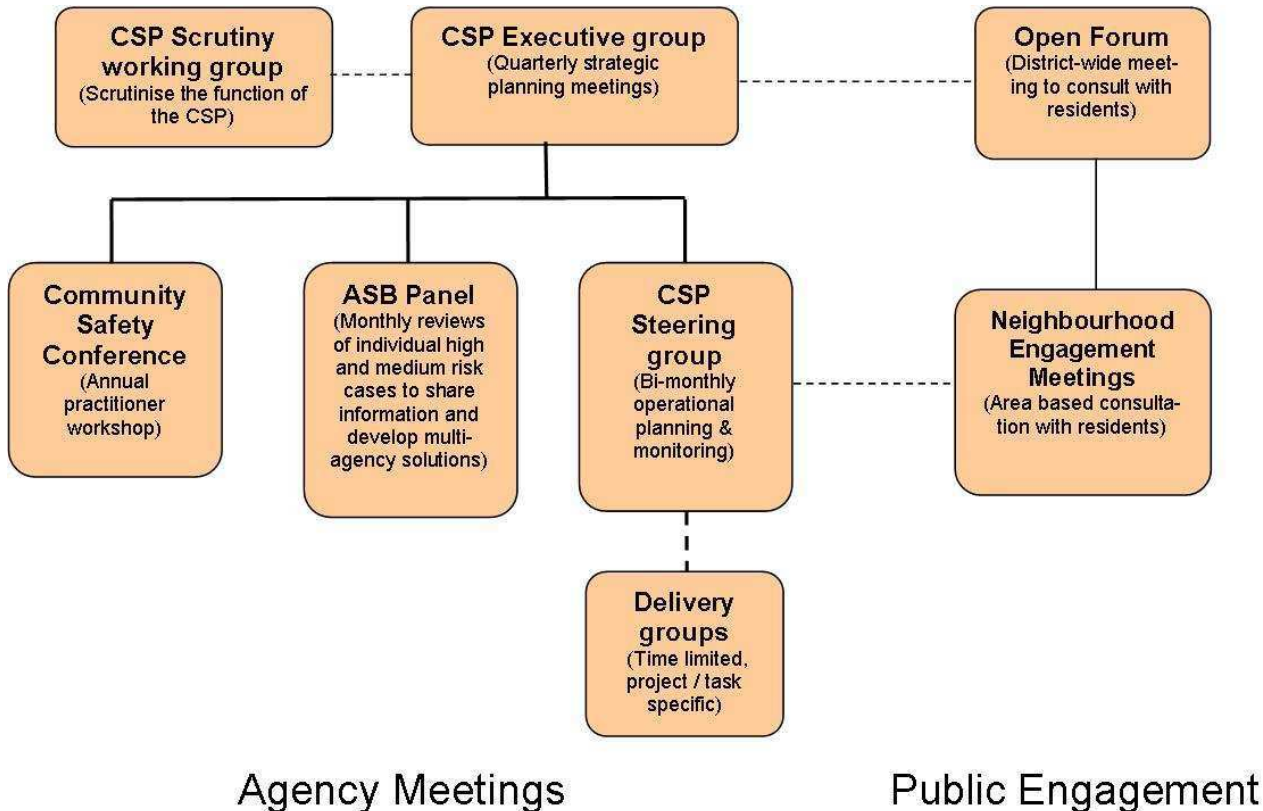 CSP Scrutiny
working group
(Scrutinise the function of
the CSP)
CSP Executive group
(Quarterly strategic
planning meetings)
Open Forum
(District-wide meet-
ing to consult with
residents)
Community
Safety
Conference
(Annual
practitioner
workshop)
ASB Panel
(Monthly reviews
of individual high
and medium risk
cases to share
information and
develop multi-
agency solutions)
CSP
Steering
group
(Bi-monthly
operational
planning &
monitoring)
Neighbourhood
Engagement
Meetings
(Area based consulta-
tion with residents)
Delivery
groups
(Time limited,
project / task
specific)
Agency Meetings
Public Engagement